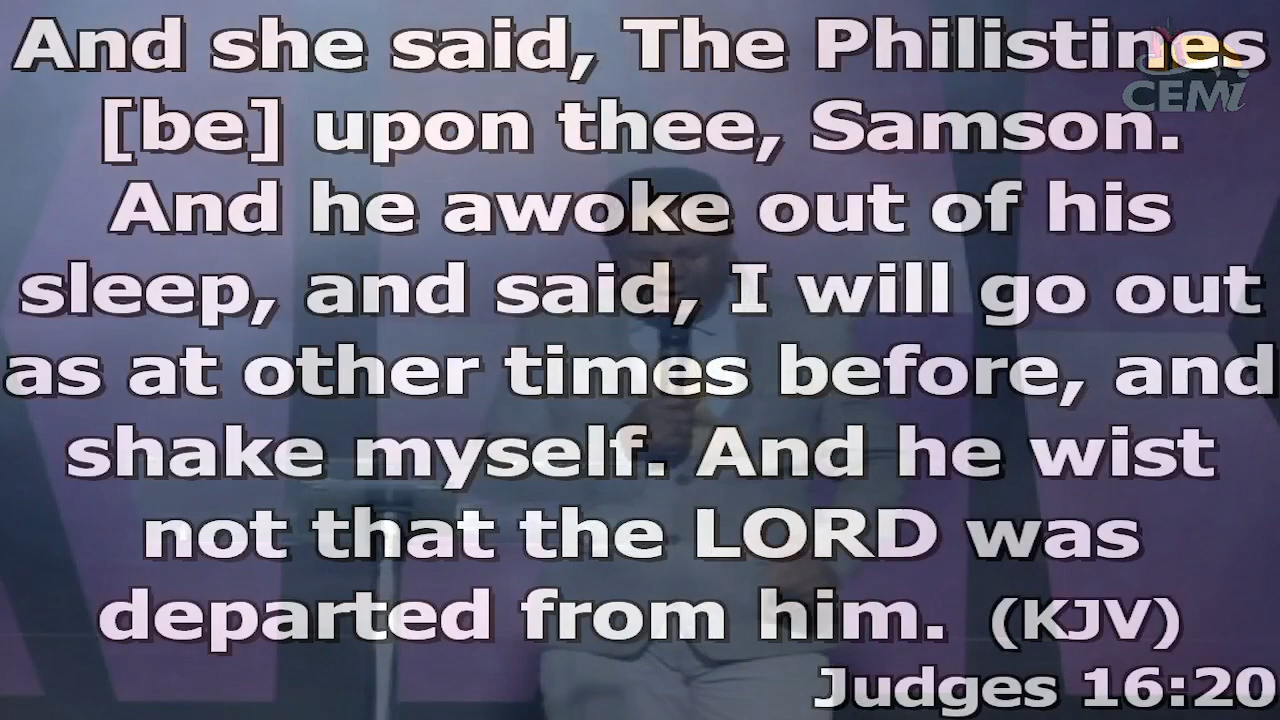 And she said, The Philistines
[be] upon thee, Samson.
And he awoke out of his
sleep, and said, I will go out
as at other times before, and
shake myself. And he wist
not that the LORD was
departed from him. (KJV)
Judges 16:20
CEMi